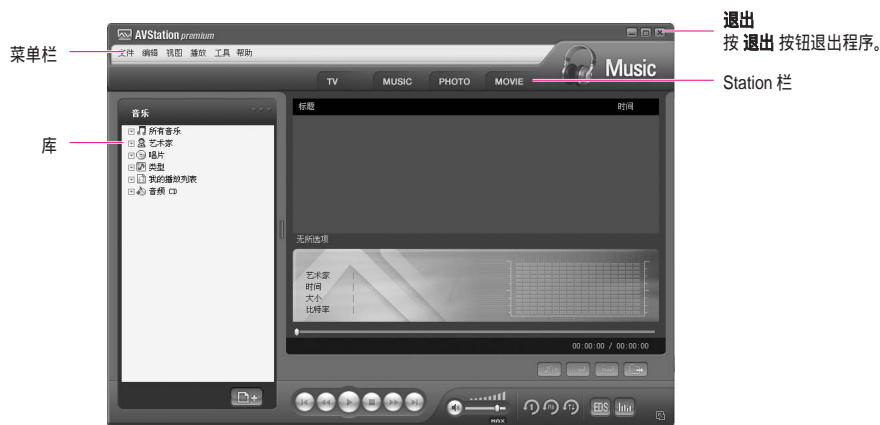 退出
按 退出 按钮退出程序。
菜单栏
AVStation premium
文件 编辑 视图 播放 工具 帮助
Music
TV MUSIC PHOTO MOVIE
Station 栏
音乐
标题 时间
库
所有音乐
艺术家
唱片
类型
我的播放列表
音频 CD
无所选项
艺术家
时间
大小
比特率
00:00:00 / 00:00:00
MAX
EDS